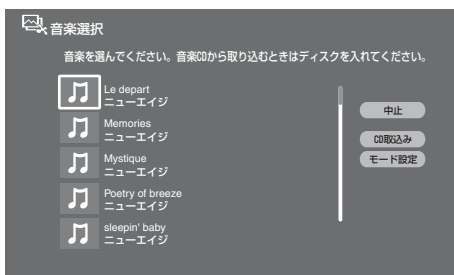 音楽選択
音楽を選んでください。音楽CDから取り込むときはディスクを入れてください。
Le depart
ニューエイジ
Memories
ニューエイジ
Mystique
ニューエイジ
Poetry of breeze
ニューエイジ
sleepin' baby
ニューエイジ
中止
CD取込み
モード設定